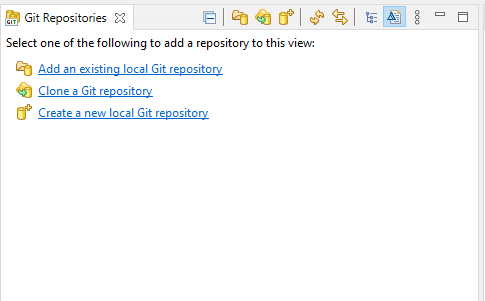 GIT Git Repositories
Select one of the following to add a repository to this view:
Add an existing local Git repository
Clone a Git repository
Create a new local Git repository